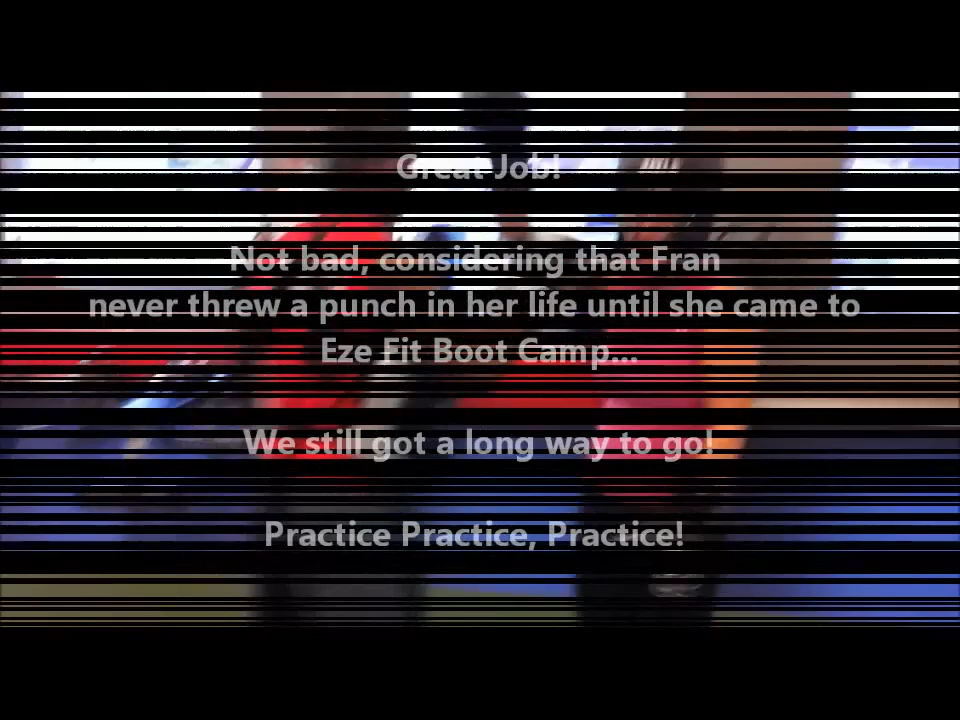 Great Job!
Not bad, considering that Fran
never threw a punch in her life until she came to
Eze Fit Boot Camp...
We still got a long way to go!
Practice Practice, Practice!